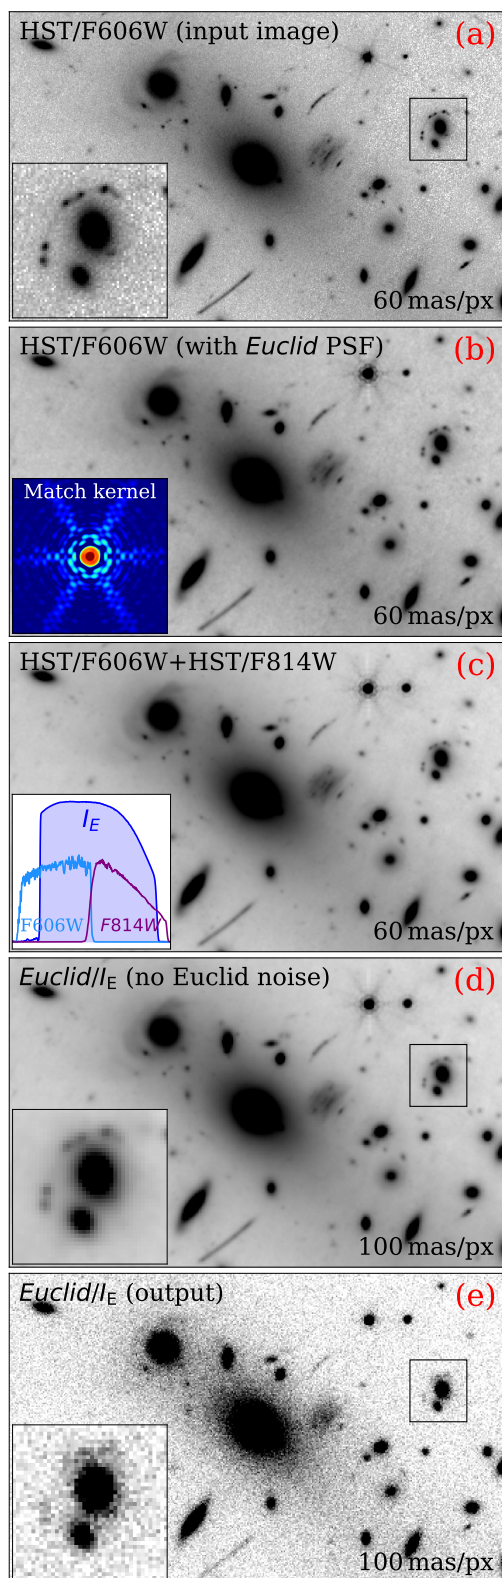 HST/F606W (input image)
(a)
60 mas/px
HST/F606W (with Euclid PSF)
(b)
Match kernel
60 mas/px
HST/F606W+HST/F814W
(c)
I_E
F606W
F814W
60 mas/px
Euclid/I_E (no Euclid noise)
(d)
100 mas/px
Euclid/I_E (output)
(e)
100 mas/px